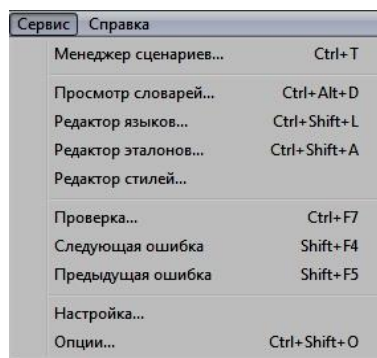 Сервис Справка
Менеджер сценариев... Ctrl+T
Просмотр словарей... Ctrl+Alt+D
Редактор языков... Ctrl+Shift+L
Редактор эталонов... Ctrl+Shift+A
Редактор стилей...
Проверка... Ctrl+F7
Следующая ошибка Shift+F4
Предыдущая ошибка Shift+F5
Настройка...
Опции... Ctrl+Shift+O